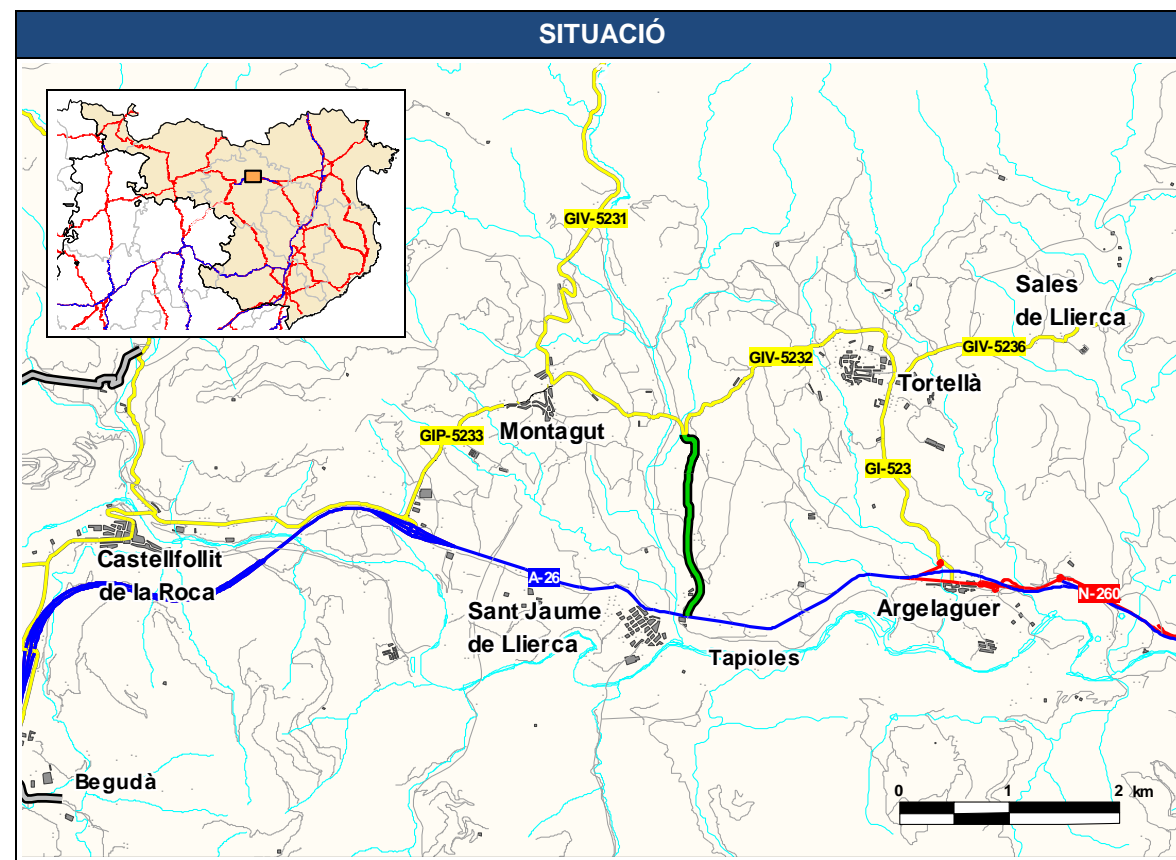 SITUACIÓ
GIV-5231
Sales
de Llierca
GIV-5236
GIV-5232
Tortellà
Montagut
GIP-5233
GI-523
Castellfollit
de la Roca
A-26
Sant Jaume
de Llierca
Argelaguer
N-260
Tapioles
Begudà
0 1 2 km